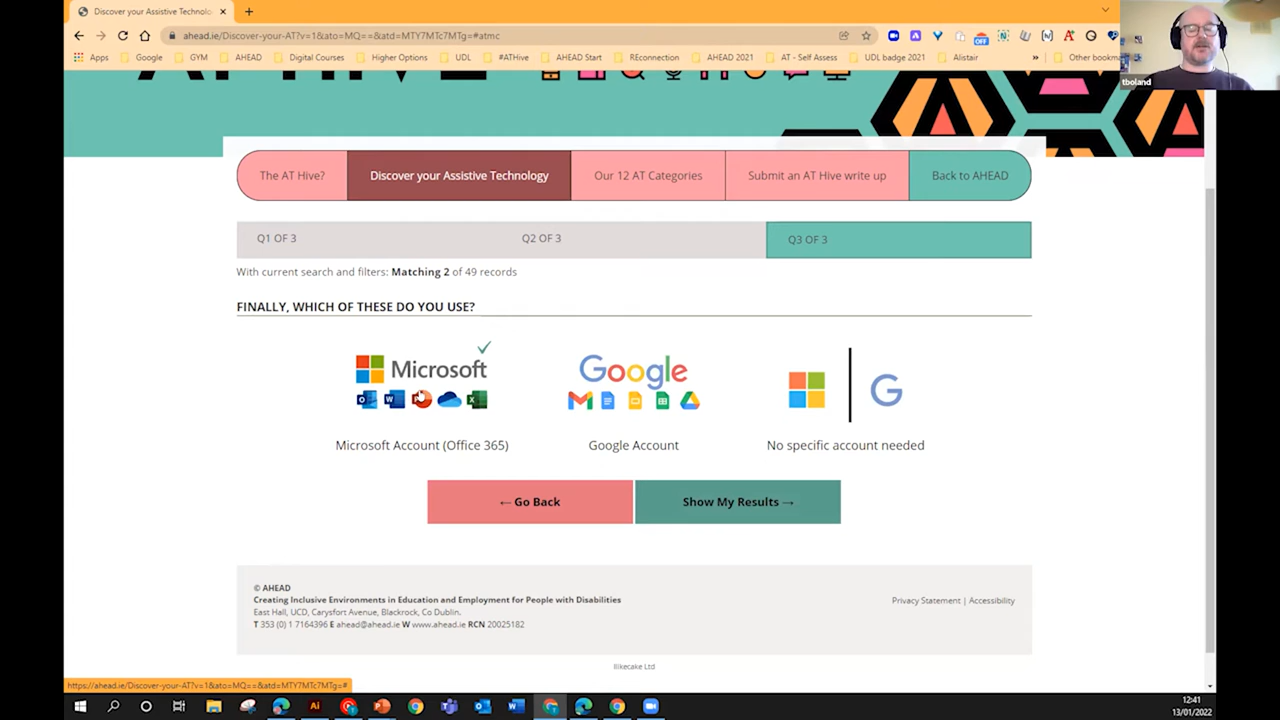 Discover your Assistive Technolo
ahead.ie/Discover-your-AT?v=1&ato=MQ==&atd=MTY7MTc7MTg=#atmc
Apps Google GYM AHEAD Digital Courses Higher Options UDL #ATHive AHEAD Start REonnection AHEAD 2021 AT - Self Assess UDL badge 2021 Alistair » Other bookma
OFF
tboland
The AT Hive? Discover your Assistive Technology Our 12 AT Categories Submit an AT Hive write up Back to AHEAD
Q1 OF 3 Q2 OF 3 Q3 OF 3
With current search and filters: Matching 2 of 49 records
FINALLY, WHICH OF THESE DO YOU USE?
Microsoft Google
Microsoft Account (Office 365) Google Account No specific account needed
← Go Back Show My Results →
© AHEAD
Creating Inclusive Environments in Education and Employment for People with Disabilities
East Hall, UCD, Carysfort Avenue, Blackrock, Co Dublin.
T 353 (0) 1 7164396 E ahead@ahead.ie W www.ahead.ie RCN 20025182
Privacy Statement | Accessibility
Ilikecake Ltd
https://ahead.ie/Discover-your-AT?v=1&ato=MQ==&atd=MTY7MTc7MTg=#
12:41
13/01/2022